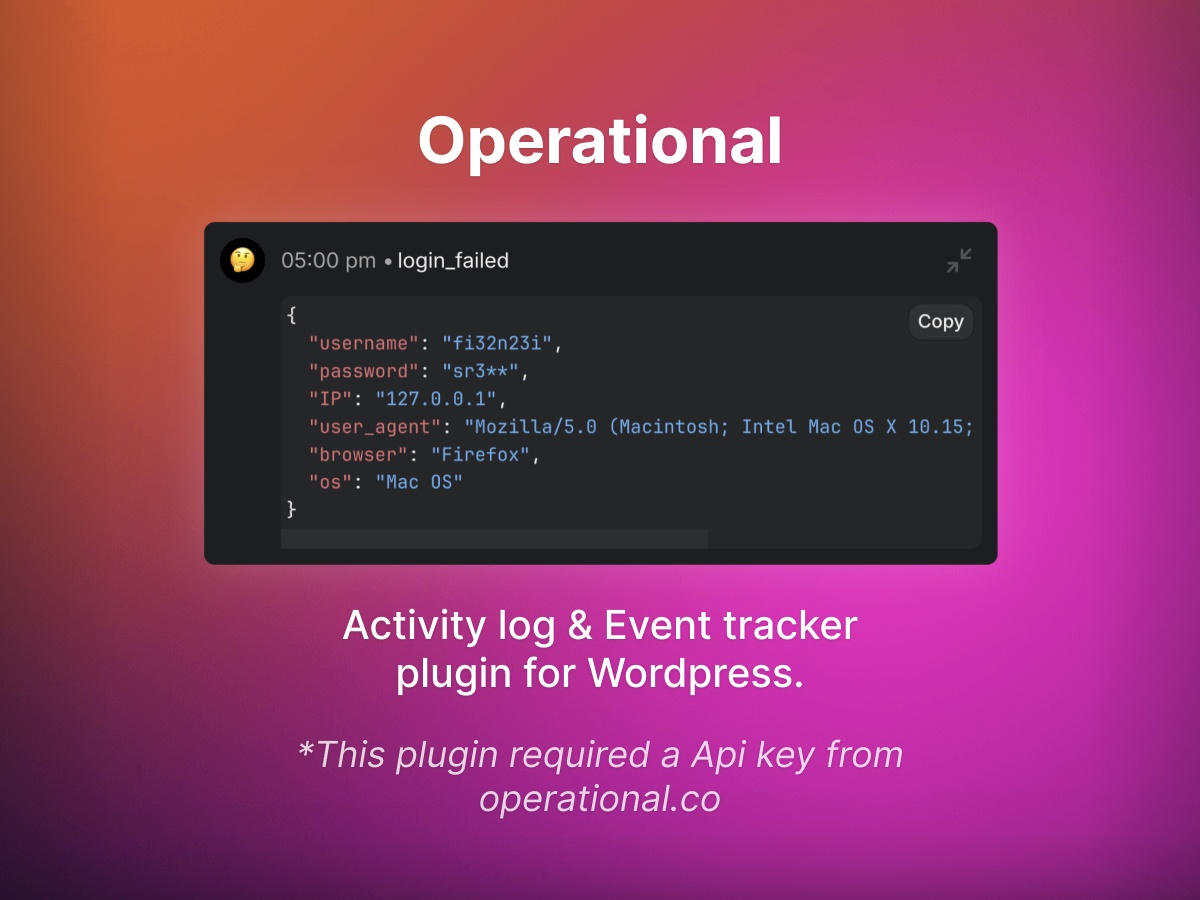 Operational
05:00 pm • login_failed
Copy
{
"username": "fi32n23i",
"password": "sr3**",
"IP": "127.0.0.1",
"user_agent": "Mozilla/5.0 (Macintosh; Intel Mac OS X 10.15;
"browser": "Firefox",
"os": "Mac OS"
}
Activity log & Event tracker
plugin for Wordpress.
*This plugin required a Api key from
operational.co